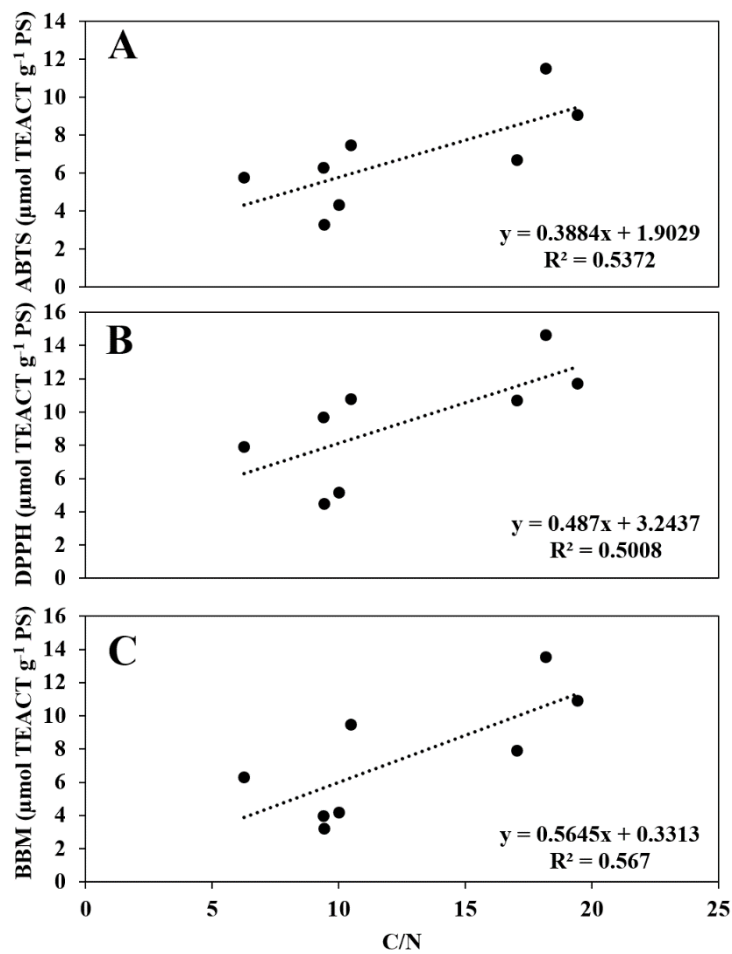 A
ABTS (µmol TEACT g⁻¹ PS)
14
12
10
8
6
4
2
0
y = 0.3884x + 1.9029
R² = 0.5372
B
DPPH (µmol TEACT g⁻¹ PS)
16
14
12
10
8
6
4
2
0
y = 0.487x + 3.2437
R² = 0.5008
C
BBM (µmol TEACT g⁻¹ PS)
16
14
12
10
8
6
4
2
0
y = 0.5645x + 0.3313
R² = 0.567
0 5 10 15 20 25
C/N